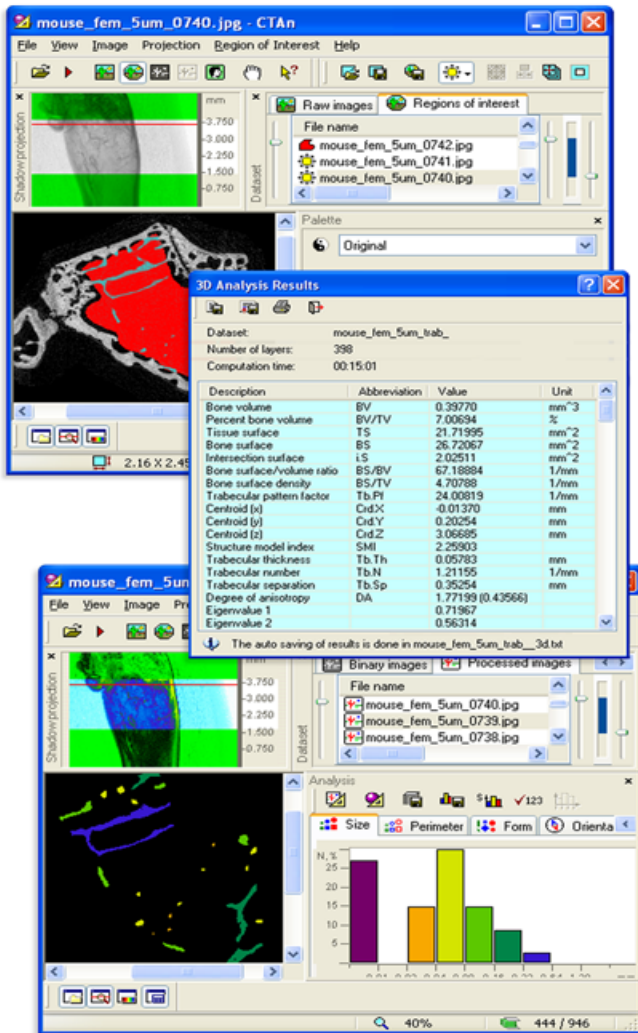 mouse_fem_5um_0740.jpg - CTAn
File View Image Projection Region of Interest Help
Shadow projection
mm
3.750
3.000
2.250
1.500
0.750
Dataset
Raw images Regions of interest
File name
mouse_fem_5um_0742.jpg
mouse_fem_5um_0741.jpg
mouse_fem_5um_0740.jpg
Palette
Original
3D Analysis Results
Dataset: mouse_fem_5um_trab_
Number of layers: 398
Computation time: 00:15:01
Description Abbreviation Value Unit
Bone volume BV 0.39770 mm^3
Percent bone volume BV/TV 7.00694 %
Tissue surface TS 21.71995 mm^2
Bone surface BS 26.72067 mm^2
Intersection surface i.S 2.02511 mm^2
Bone surface/volume ratio BS/BV 67.18884 1/mm
Bone surface density BS/TV 4.70788 1/mm
Trabecular pattern factor Tb.Pf 24.00819 1/mm
Centroid (x) Crd.X -0.01370 mm
Centroid (y) Crd.Y 0.20254 mm
Centroid (z) Crd.Z 3.06685 mm
Structure model index SMI 2.25903
Trabecular thickness Tb.Th 0.05783 mm
Trabecular number Tb.N 1.21155 1/mm
Trabecular separation Tb.Sp 0.35254 mm
Degree of anisotropy DA 1.77199 (0.43566)
Eigenvalue 1 0.71967
Eigenvalue 2 0.56314
The auto saving of results is done in mouse_fem_5um_trab__3d.txt
2.16 X 2.45
mouse_fem_5um
File View Image
Shadow projection
mm
3.750
3.000
2.250
1.500
0.750
Dataset
Binary images Processed images
File name
mouse_fem_5um_0740.jpg
mouse_fem_5um_0739.jpg
mouse_fem_5um_0738.jpg
Analysis
123
Size Perimeter Form Orienta
N, %
25
20
15
10
5
40% 444 / 946